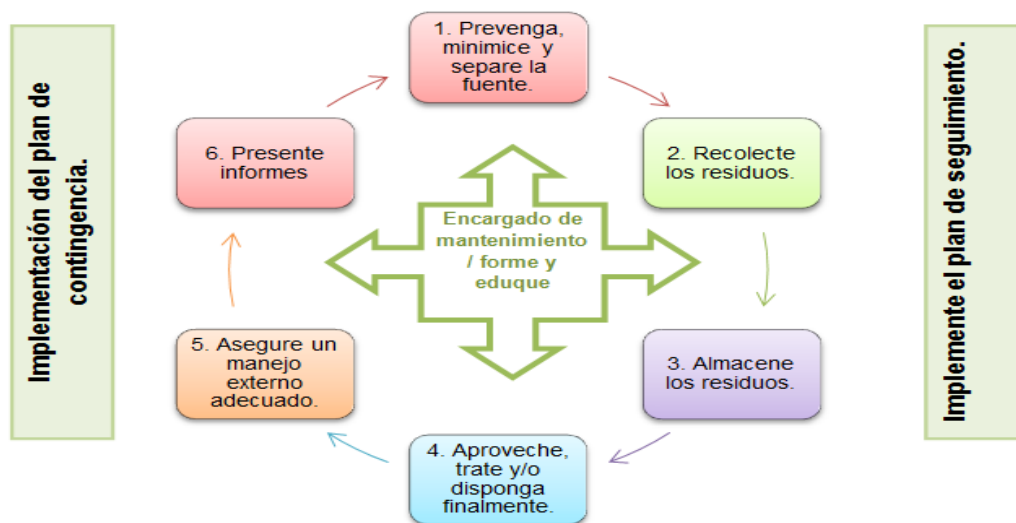 Implementación del plan de
contingencia.
1. Prevenga,
minimice y
separe la
fuente.
2. Recolecte
los residuos.
3. Almacene
los residuos.
4. Aproveche,
trate y/o
disponga
finalmente.
5. Asegure un
manejo
externo
adecuado.
6. Presente
informes
Encargado de
mantenimiento
/ forme y
eduque
Implemente el plan de seguimiento.